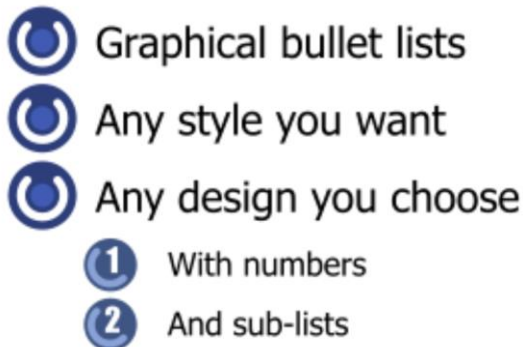 Graphical bullet lists
Any style you want
Any design you choose
1 With numbers
2 And sub-lists